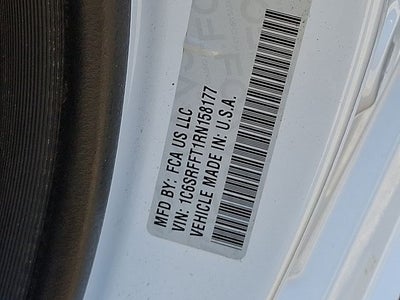 MFD BY: FCA US LLC
VIN: 1C6SRFFT1RN158177
VEHICLE MADE IN: U.S.A.